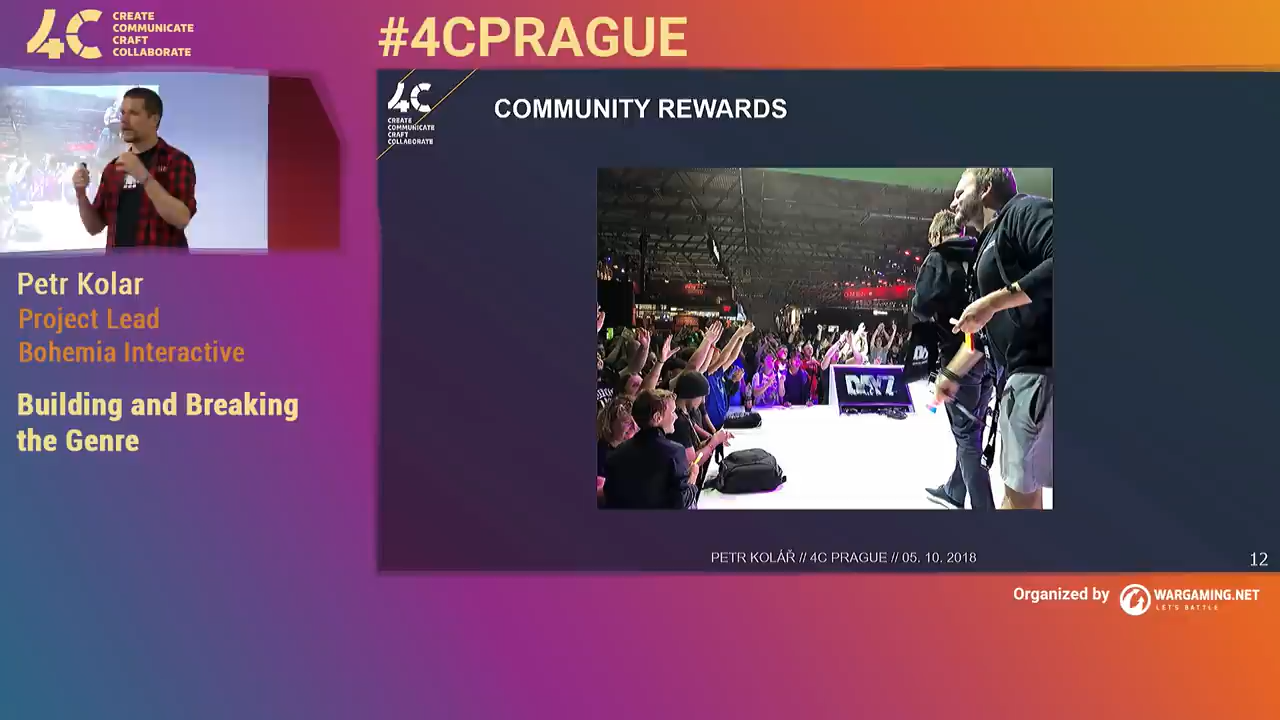 4C
CREATE
COMMUNICATE
CRAFT
COLLABORATE
#4CPRAGUE
4C
CREATE
COMMUNICATE
CRAFT
COLLABORATE
COMMUNITY REWARDS
DAYZ
Petr Kolar
Project Lead
Bohemia Interactive
Building and Breaking
the Genre
PETR KOLÁŘ // 4C PRAGUE // 05. 10. 2018
12
Organized by
WARGAMING.NET
LET'S BATTLE